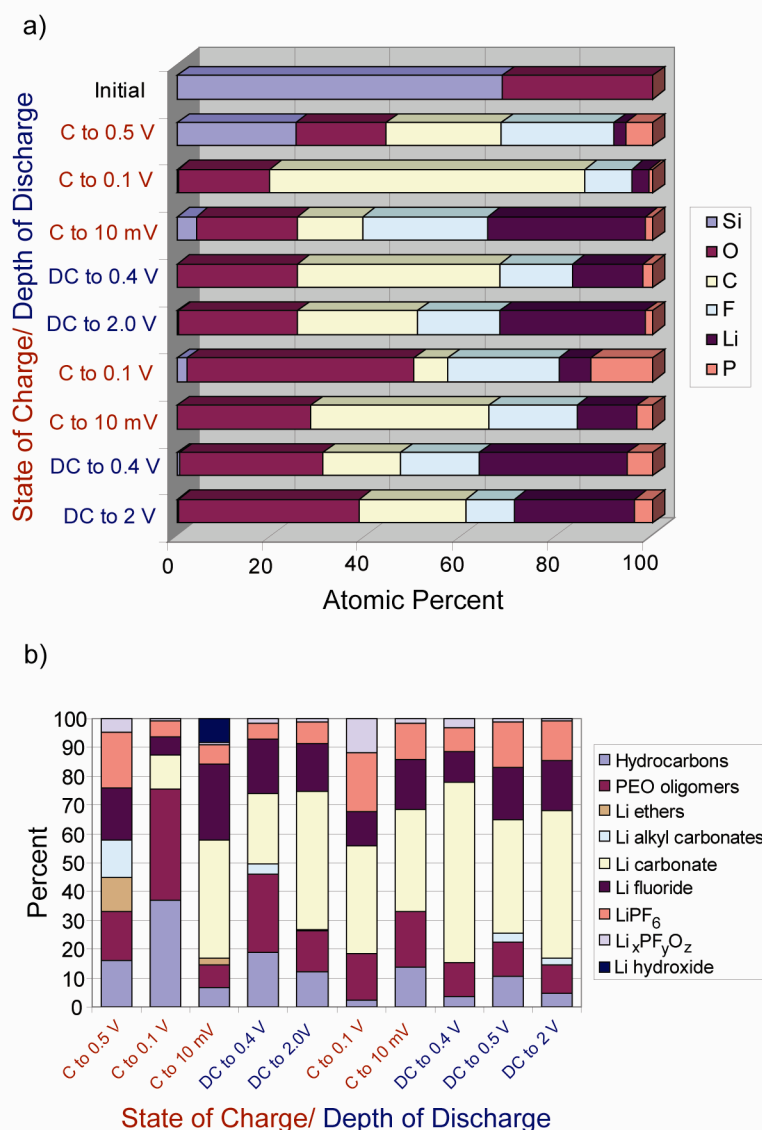 a)
State of Charge/ Depth of Discharge
Initial
C to 0.5 V
C to 0.1 V
C to 10 mV
DC to 0.4 V
DC to 2.0 V
C to 0.1 V
C to 10 mV
DC to 0.4 V
DC to 2 V
0 20 40 60 80 100
Atomic Percent
Si
O
C
F
Li
P
b)
Percent
100
90
80
70
60
50
40
30
20
10
0
C to 0.5 V
C to 0.1 V
C to 10 mV
DC to 0.4 V
DC to 2.0V
C to 0.1 V
C to 10 mV
DC to 0.4 V
DC to 0.5 V
DC to 2 V
State of Charge/ Depth of Discharge
Hydrocarbons
PEO oligomers
Li ethers
Li alkyl carbonates
Li carbonate
Li fluoride
LiPF6
LixPFyOz
Li hydroxide